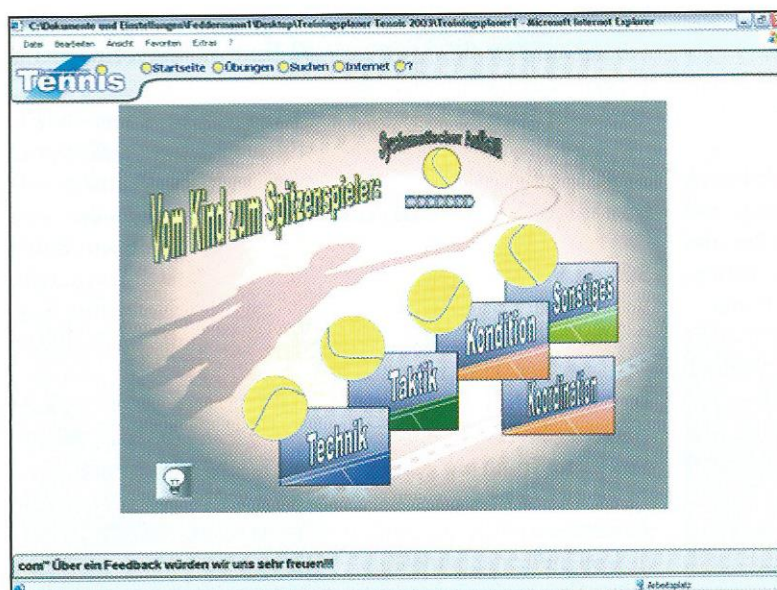 C:\Dokumente und Einstellungen\Feddermann1\Desktop\Trainingsplaner Tennis 2003\TrainingsplanerT - Microsoft Internet Explorer
Datei Bearbeiten Ansicht Favoriten Extras ?
Tennis
Startseite Übungen Suchen Internet ?
Systematischer Aufbau
Vom Kind zum Spitzenspieler:
Sonstiges
Kondition
Koordination
Taktik
Technik
com" Über ein Feedback würden wir uns sehr freuen!!!
Arbeitsplatz